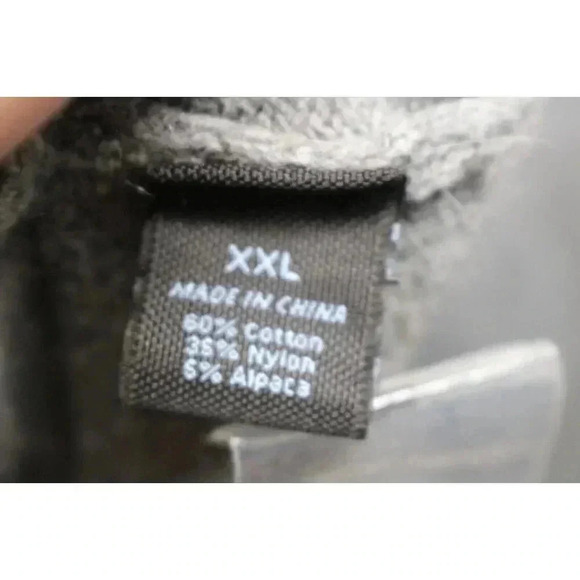 XXL
MADE IN CHINA
60% Cotton
35% Nylon
5% Alpaca